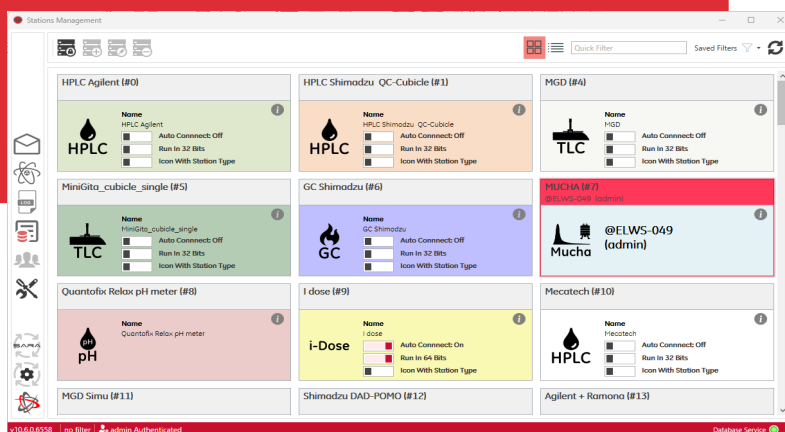 Stations Management
Quick Filter
Saved Filters
HPLC Agilent (#0)
HPLC Shimadzu QC-Cubicle (#1)
MGD (#4)
Name
HPLC Agilent
Auto Connnect: Off
Run In 32 Bits
Icon With Station Type
HPLC
Name
HPLC Shimadzu QC-Cubicle
Auto Connnect: Off
Run In 32 Bits
Icon With Station Type
HPLC
Name
MGD
Auto Connnect: Off
Run In 32 Bits
Icon With Station Type
TLC
MiniGita_cubicle_single (#5)
GC Shimadzu (#6)
MUCHA (#7)
@ELWS-049 (admin)
Name
MiniGita_cubicle_single
Auto Connnect: Off
Run In 32 Bits
Icon With Station Type
TLC
Name
GC Shimadzu
Auto Connnect: Off
Run In 32 Bits
Icon With Station Type
GC
@ELWS-049
(admin)
Mucha
Quantofix Relax pH meter (#8)
I dose (#9)
Mecatech (#10)
Name
Quantofix Relax pH meter
pH
pH
Name
I dose
Auto Connnect: On
Run In 64 Bits
Icon With Station Type
i-Dose
Name
Mecatech
Auto Connnect: Off
Run In 32 Bits
Icon With Station Type
HPLC
MGD Simu (#11)
Shimadzu DAD-POMO (#12)
Agilent + Ramona (#13)
LOG
SARA
v10.6.0.6558
no filter
admin Authenticated
Database Service